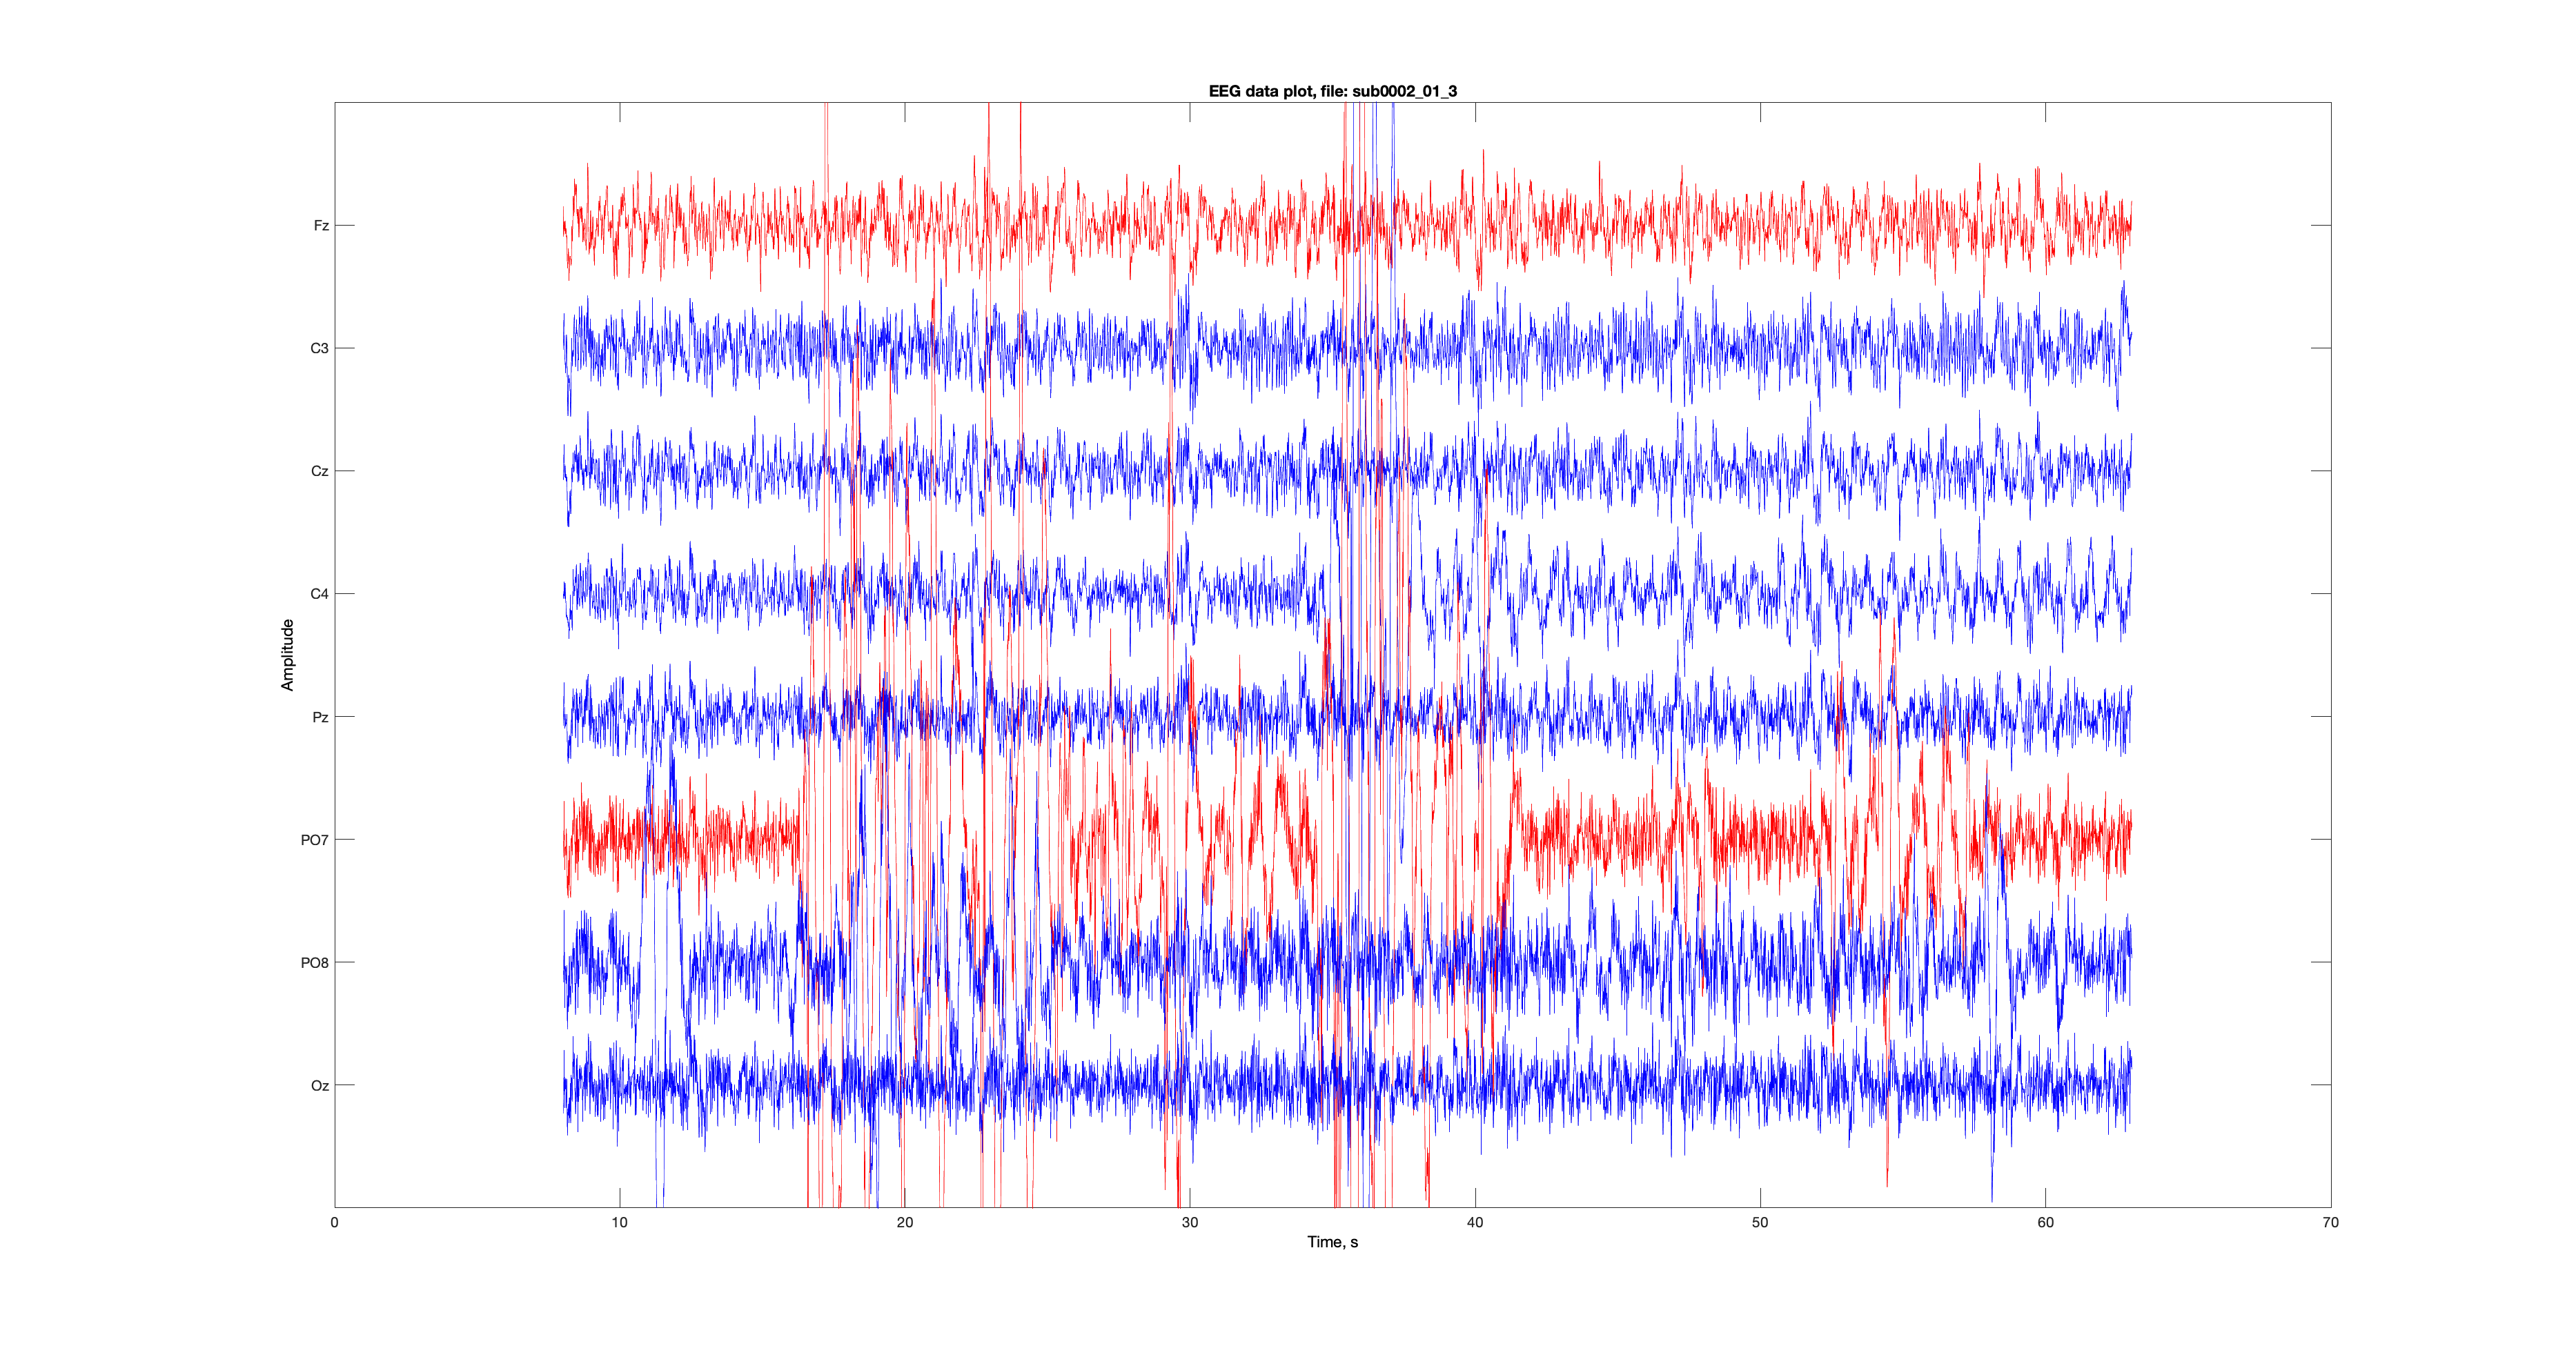 EEG data plot, file: sub0002_01_3
Fz
C3
Cz
C4
Pz
PO7
PO8
Oz
Amplitude
0 10 20 30 40 50 60 70
Time, s